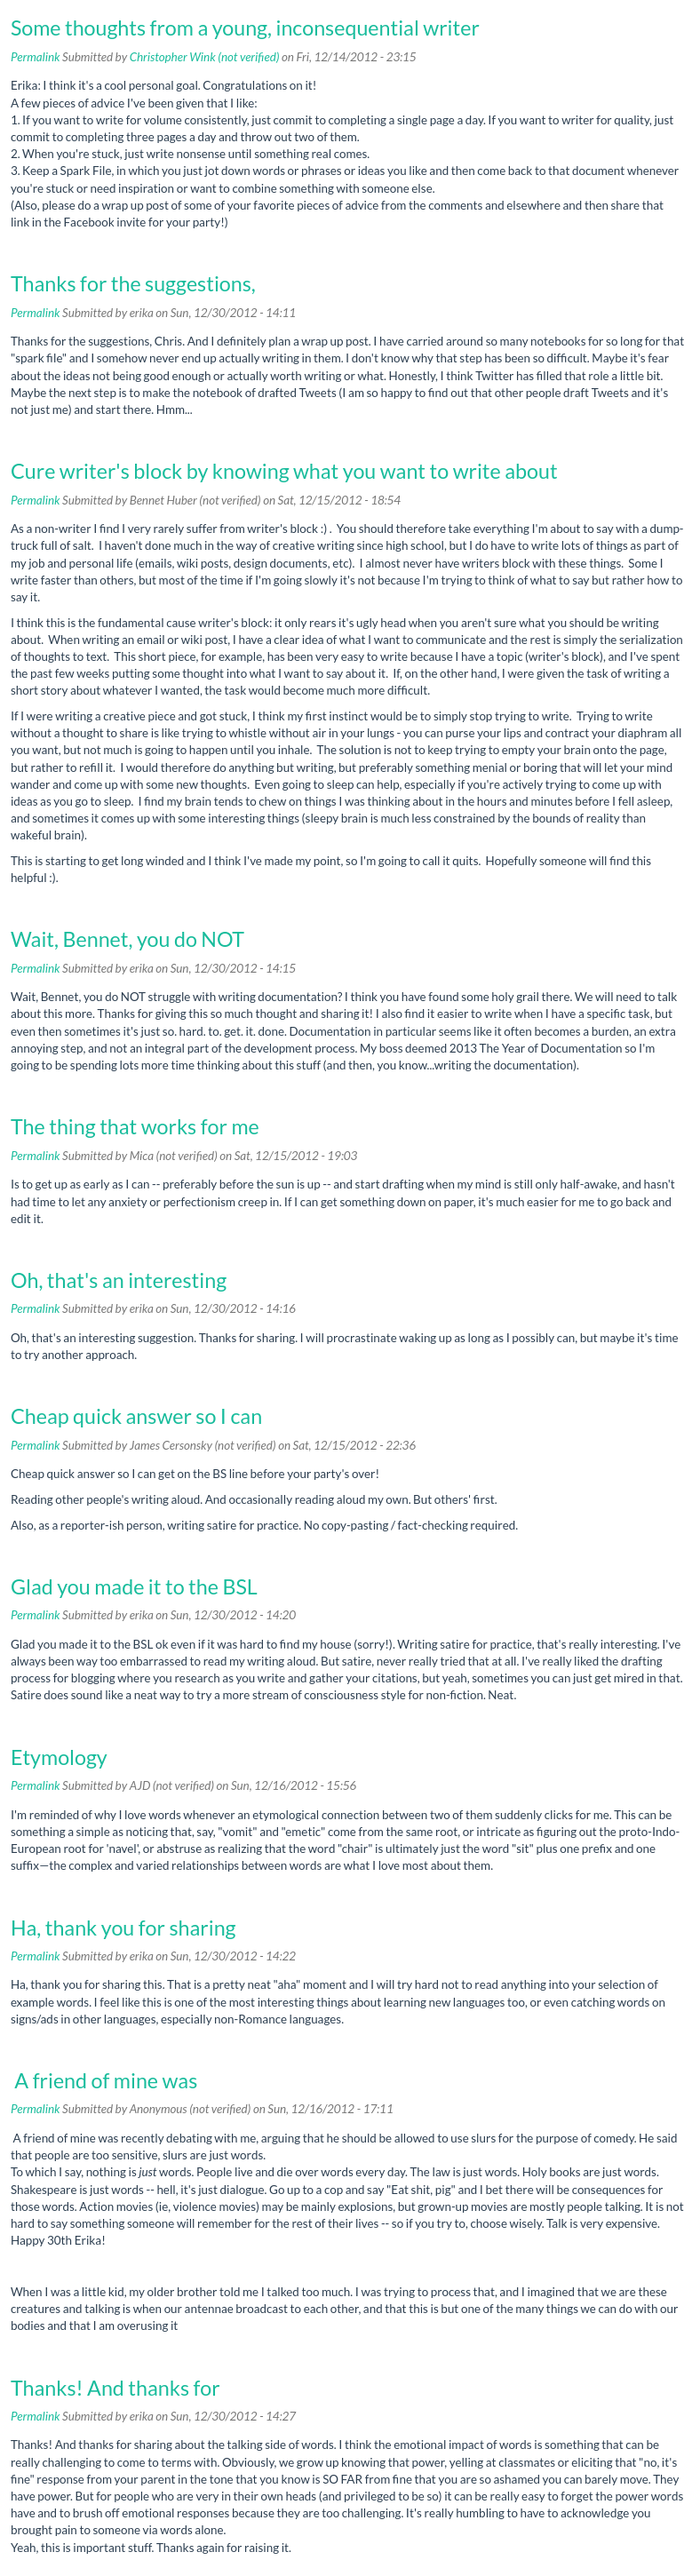 Some thoughts from a young, inconsequential writer
Permalink Submitted by Christopher Wink (not verified) on Fri, 12/14/2012 - 23:15
Erika: I think it's a cool personal goal. Congratulations on it!
A few pieces of advice I've been given that I like:
1. If you want to write for volume consistently, just commit to completing a single page a day. If you want to writer for quality, just
commit to completing three pages a day and throw out two of them.
2. When you're stuck, just write nonsense until something real comes.
3. Keep a Spark File, in which you just jot down words or phrases or ideas you like and then come back to that document whenever
you're stuck or need inspiration or want to combine something with someone else.
(Also, please do a wrap up post of some of your favorite pieces of advice from the comments and elsewhere and then share that
link in the Facebook invite for your party!)
Thanks for the suggestions,
Permalink Submitted by erika on Sun, 12/30/2012 - 14:11
Thanks for the suggestions, Chris. And I definitely plan a wrap up post. I have carried around so many notebooks for so long for that
"spark file" and I somehow never end up actually writing in them. I don't know why that step has been so difficult. Maybe it's fear
about the ideas not being good enough or actually worth writing or what. Honestly, I think Twitter has filled that role a little bit.
Maybe the next step is to make the notebook of drafted Tweets (I am so happy to find out that other people draft Tweets and it's
not just me) and start there. Hmm...
Cure writer's block by knowing what you want to write about
Permalink Submitted by Bennet Huber (not verified) on Sat, 12/15/2012 - 18:54
As a non-writer I find I very rarely suffer from writer's block :) .  You should therefore take everything I'm about to say with a dump-
truck full of salt.  I haven't done much in the way of creative writing since high school, but I do have to write lots of things as part of
my job and personal life (emails, wiki posts, design documents, etc).  I almost never have writers block with these things.  Some I
write faster than others, but most of the time if I'm going slowly it's not because I'm trying to think of what to say but rather how to
say it.
I think this is the fundamental cause writer's block: it only rears it's ugly head when you aren't sure what you should be writing
about.  When writing an email or wiki post, I have a clear idea of what I want to communicate and the rest is simply the serialization
of thoughts to text.  This short piece, for example, has been very easy to write because I have a topic (writer's block), and I've spent
the past few weeks putting some thought into what I want to say about it.  If, on the other hand, I were given the task of writing a
short story about whatever I wanted, the task would become much more difficult.
If I were writing a creative piece and got stuck, I think my first instinct would be to simply stop trying to write.  Trying to write
without a thought to share is like trying to whistle without air in your lungs - you can purse your lips and contract your diaphram all
you want, but not much is going to happen until you inhale.  The solution is not to keep trying to empty your brain onto the page,
but rather to refill it.  I would therefore do anything but writing, but preferably something menial or boring that will let your mind
wander and come up with some new thoughts.  Even going to sleep can help, especially if you're actively trying to come up with
ideas as you go to sleep.  I find my brain tends to chew on things I was thinking about in the hours and minutes before I fell asleep,
and sometimes it comes up with some interesting things (sleepy brain is much less constrained by the bounds of reality than
wakeful brain).
This is starting to get long winded and I think I've made my point, so I'm going to call it quits.  Hopefully someone will find this
helpful :).
Wait, Bennet, you do NOT
Permalink Submitted by erika on Sun, 12/30/2012 - 14:15
Wait, Bennet, you do NOT struggle with writing documentation? I think you have found some holy grail there. We will need to talk
about this more. Thanks for giving this so much thought and sharing it! I also find it easier to write when I have a specific task, but
even then sometimes it's just so. hard. to. get. it. done. Documentation in particular seems like it often becomes a burden, an extra
annoying step, and not an integral part of the development process. My boss deemed 2013 The Year of Documentation so I'm
going to be spending lots more time thinking about this stuff (and then, you know...writing the documentation).
The thing that works for me
Permalink Submitted by Mica (not verified) on Sat, 12/15/2012 - 19:03
Is to get up as early as I can -- preferably before the sun is up -- and start drafting when my mind is still only half-awake, and hasn't
had time to let any anxiety or perfectionism creep in. If I can get something down on paper, it's much easier for me to go back and
edit it.
Oh, that's an interesting
Permalink Submitted by erika on Sun, 12/30/2012 - 14:16
Oh, that's an interesting suggestion. Thanks for sharing. I will procrastinate waking up as long as I possibly can, but maybe it's time
to try another approach.
Cheap quick answer so I can
Permalink Submitted by James Cersonsky (not verified) on Sat, 12/15/2012 - 22:36
Cheap quick answer so I can get on the BS line before your party's over!
Reading other people's writing aloud. And occasionally reading aloud my own. But others' first.
Also, as a reporter-ish person, writing satire for practice. No copy-pasting / fact-checking required.
Glad you made it to the BSL
Permalink Submitted by erika on Sun, 12/30/2012 - 14:20
Glad you made it to the BSL ok even if it was hard to find my house (sorry!). Writing satire for practice, that's really interesting. I've
always been way too embarrassed to read my writing aloud. But satire, never really tried that at all. I've really liked the drafting
process for blogging where you research as you write and gather your citations, but yeah, sometimes you can just get mired in that.
Satire does sound like a neat way to try a more stream of consciousness style for non-fiction. Neat.
Etymology
Permalink Submitted by AJD (not verified) on Sun, 12/16/2012 - 15:56
I'm reminded of why I love words whenever an etymological connection between two of them suddenly clicks for me. This can be
something a simple as noticing that, say, "vomit" and "emetic" come from the same root, or intricate as figuring out the proto-Indo-
European root for 'navel', or abstruse as realizing that the word "chair" is ultimately just the word "sit" plus one prefix and one
suffix—the complex and varied relationships between words are what I love most about them.
Ha, thank you for sharing
Permalink Submitted by erika on Sun, 12/30/2012 - 14:22
Ha, thank you for sharing this. That is a pretty neat "aha" moment and I will try hard not to read anything into your selection of
example words. I feel like this is one of the most interesting things about learning new languages too, or even catching words on
signs/ads in other languages, especially non-Romance languages.
A friend of mine was
Permalink Submitted by Anonymous (not verified) on Sun, 12/16/2012 - 17:11
A friend of mine was recently debating with me, arguing that he should be allowed to use slurs for the purpose of comedy. He said
that people are too sensitive, slurs are just words.
To which I say, nothing is just words. People live and die over words every day. The law is just words. Holy books are just words.
Shakespeare is just words -- hell, it's just dialogue. Go up to a cop and say "Eat shit, pig" and I bet there will be consequences for
those words. Action movies (ie, violence movies) may be mainly explosions, but grown-up movies are mostly people talking. It is not
hard to say something someone will remember for the rest of their lives -- so if you try to, choose wisely. Talk is very expensive.
Happy 30th Erika!
When I was a little kid, my older brother told me I talked too much. I was trying to process that, and I imagined that we are these
creatures and talking is when our antennae broadcast to each other, and that this is but one of the many things we can do with our
bodies and that I am overusing it
Thanks! And thanks for
Permalink Submitted by erika on Sun, 12/30/2012 - 14:27
Thanks! And thanks for sharing about the talking side of words. I think the emotional impact of words is something that can be
really challenging to come to terms with. Obviously, we grow up knowing that power, yelling at classmates or eliciting that "no, it's
fine" response from your parent in the tone that you know is SO FAR from fine that you are so ashamed you can barely move. They
have power. But for people who are very in their own heads (and privileged to be so) it can be really easy to forget the power words
have and to brush off emotional responses because they are too challenging. It's really humbling to have to acknowledge you
brought pain to someone via words alone.
Yeah, this is important stuff. Thanks again for raising it.